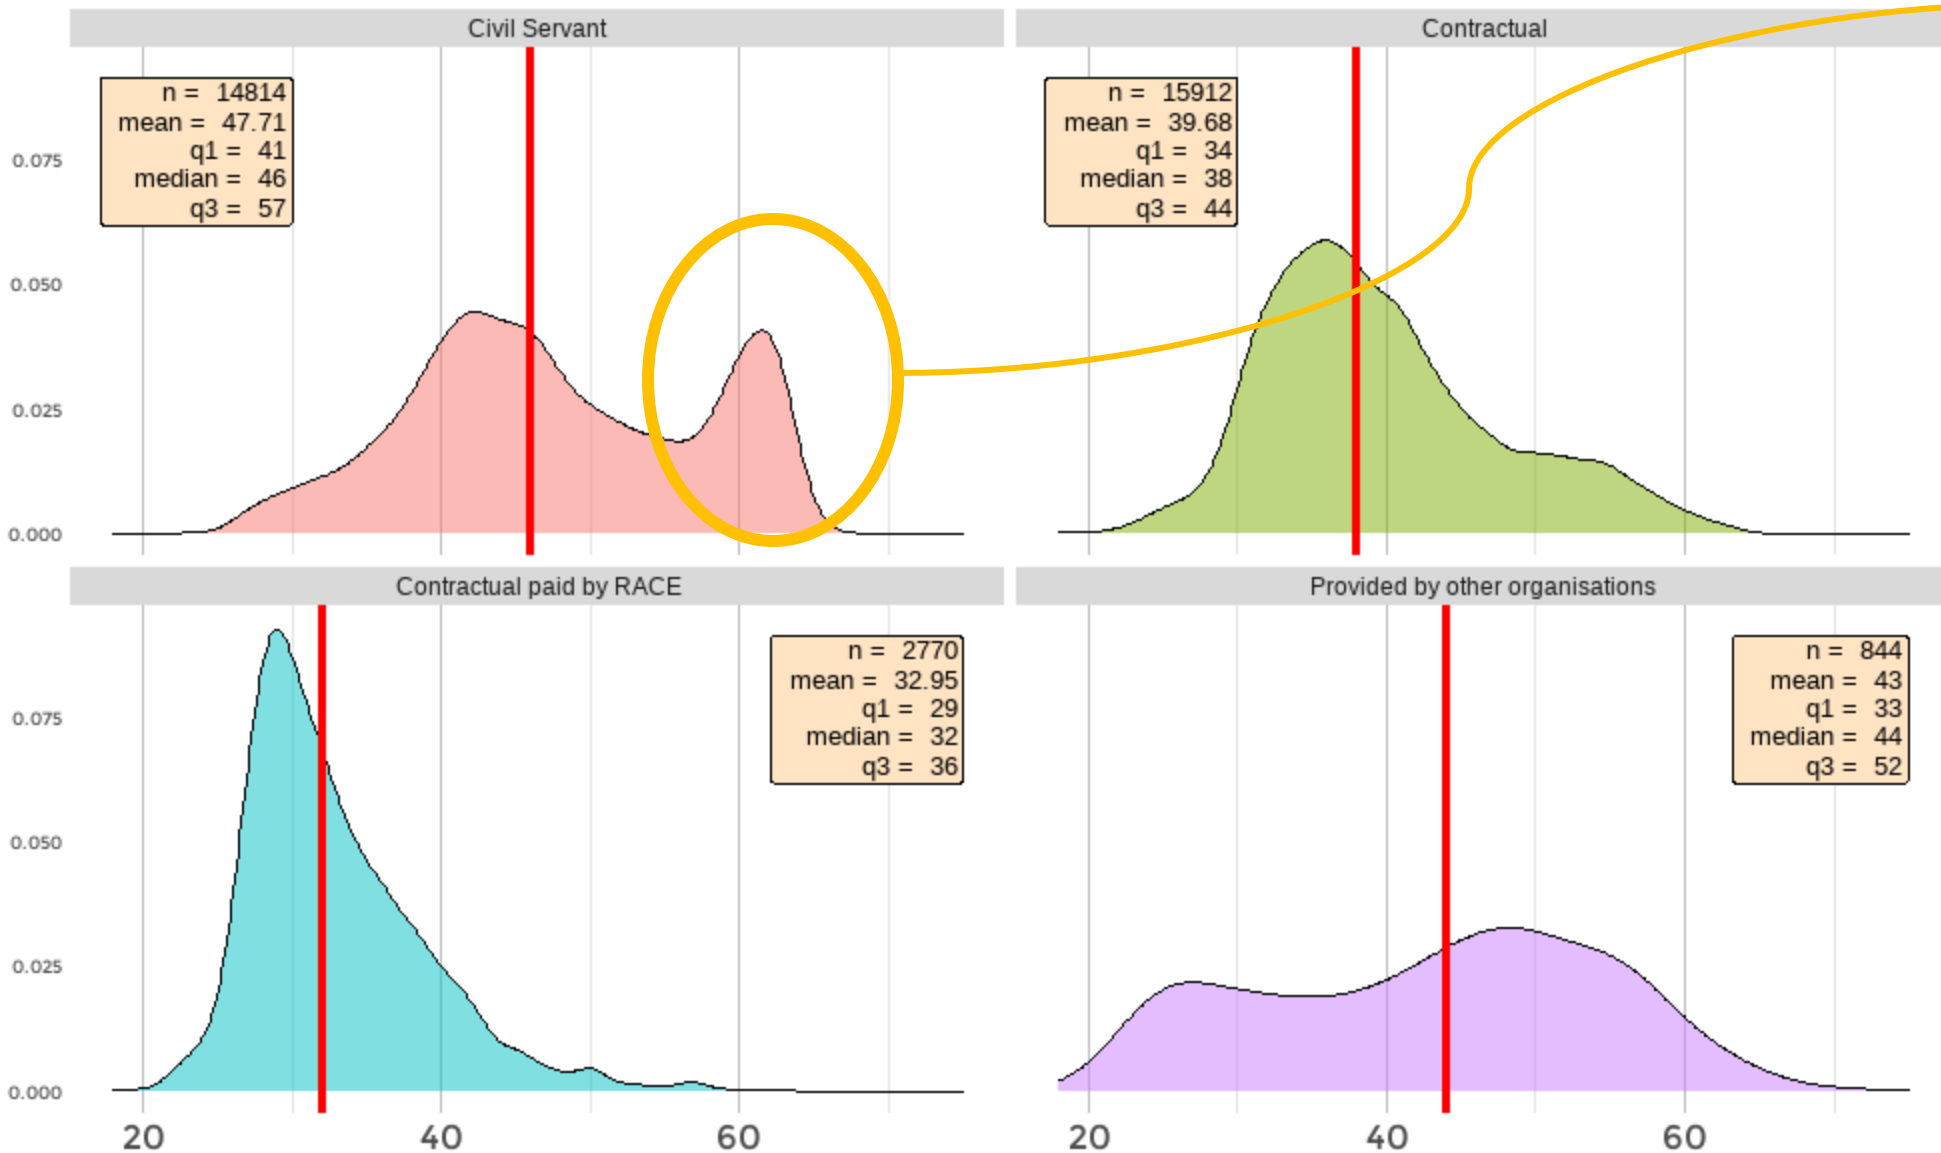 Civil Servant
n = 14814
mean = 47.71
q1 = 41
median = 46
q3 = 57
0.075
0.050
0.025
0.000
Contractual
n = 15912
mean = 39.68
q1 = 34
median = 38
q3 = 44
Contractual paid by RACE
n = 2770
mean = 32.95
q1 = 29
median = 32
q3 = 36
0.075
0.050
0.025
0.000
20 40 60
Provided by other organisations
n = 844
mean = 43
q1 = 33
median = 44
q3 = 52
20 40 60